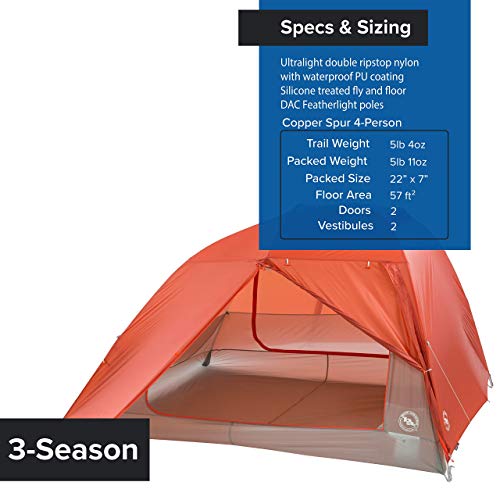 Specs & Sizing
Ultralight double ripstop nylon
with waterproof PU coating
Silicone treated fly and floor
DAC Featherlight poles
Copper Spur 4-Person
Trail Weight 5lb 4oz
Packed Weight 5lb 11oz
Packed Size 22" x 7"
Floor Area 57 ft²
Doors 2
Vestibules 2
3-Season